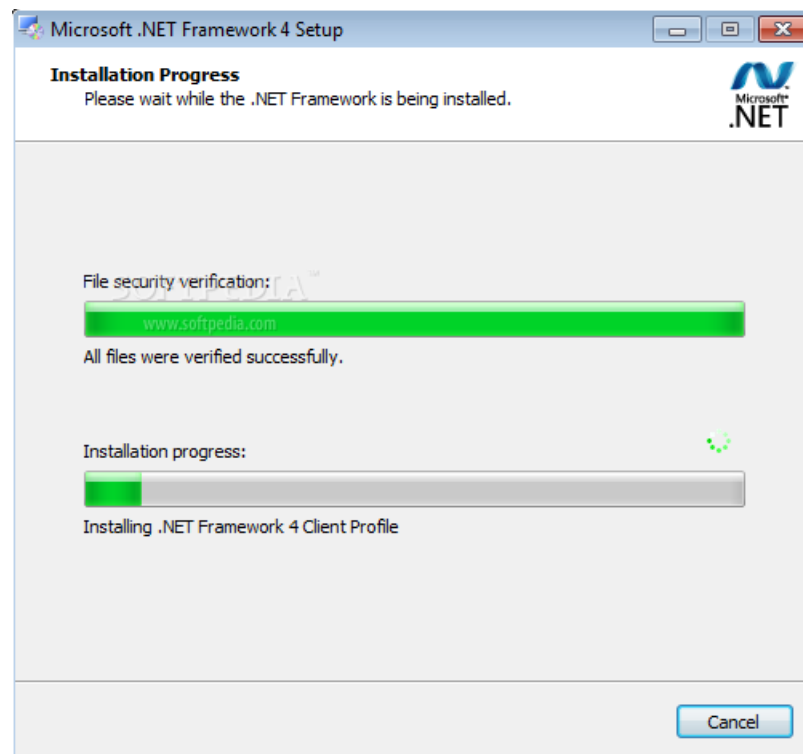 Microsoft .NET Framework 4 Setup
Installation Progress
Please wait while the .NET Framework is being installed.
Microsoft®
.NET
File security verification:
SOFTPEDIA™
www.softpedia.com
All files were verified successfully.
Installation progress:
Installing .NET Framework 4 Client Profile
Cancel